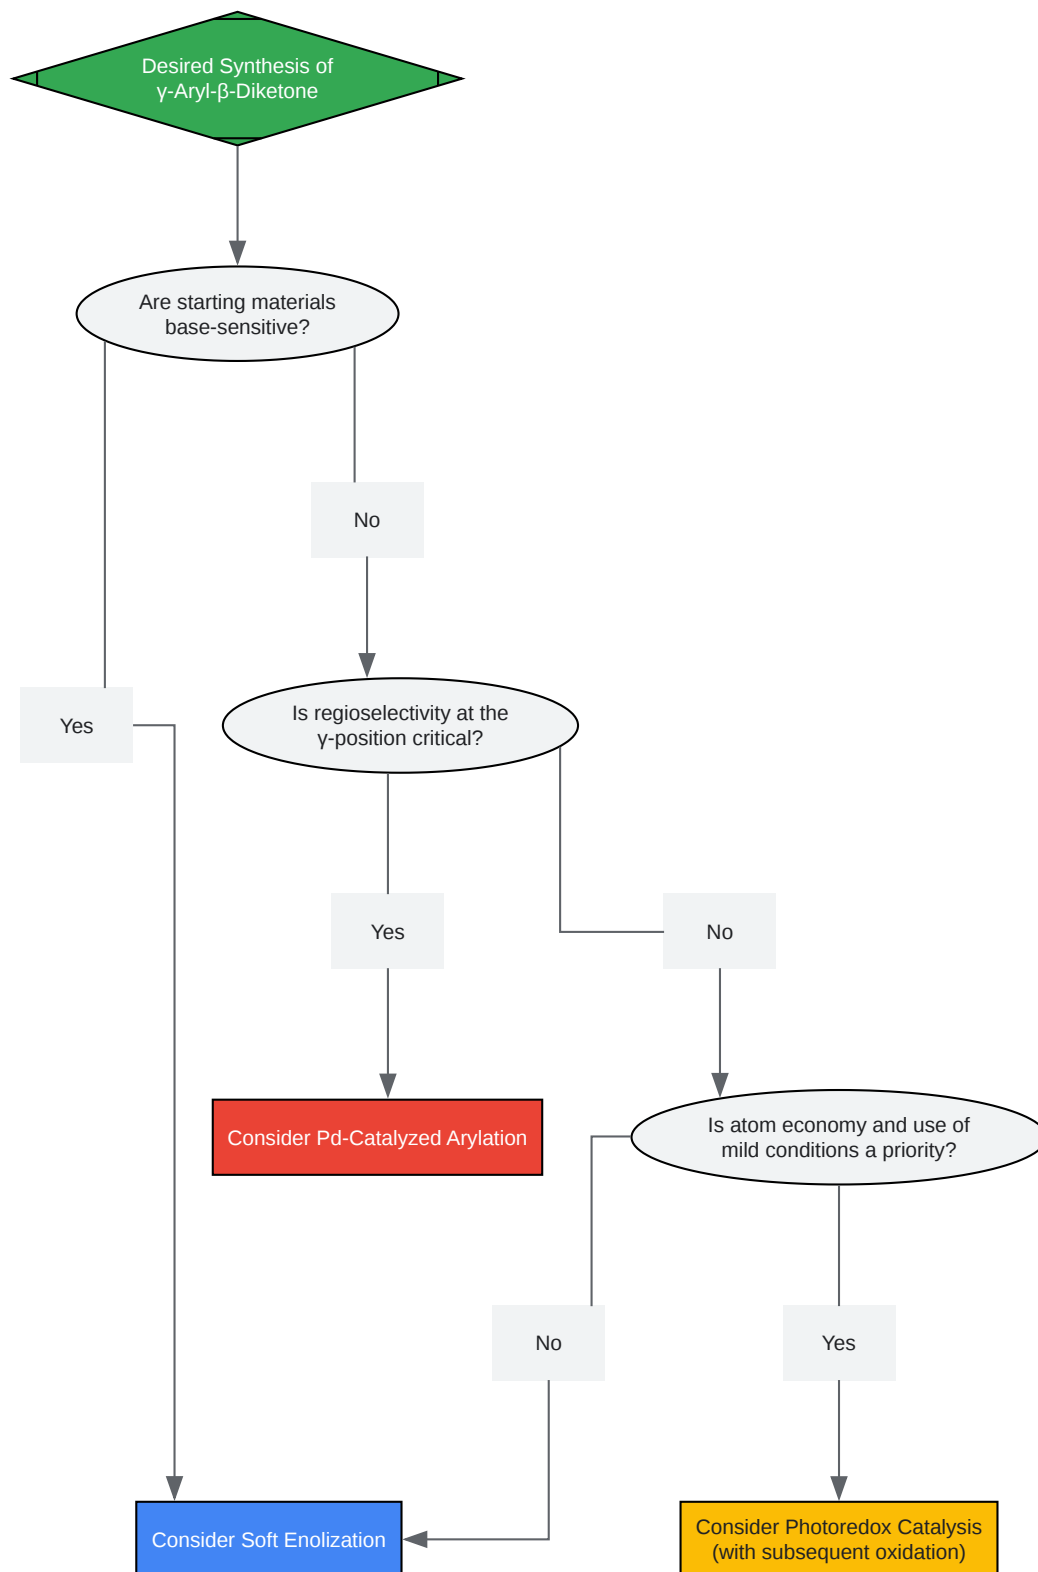 Desired Synthesis of
γ-Aryl-β-Diketone
Are starting materials
base-sensitive?
No
Is regioselectivity at the
γ-position critical?
Yes
Yes
No
Consider Pd-Catalyzed Arylation
Is atom economy and use of
mild conditions a priority?
No
Yes
Consider Soft Enolization
Consider Photoredox Catalysis
(with subsequent oxidation)